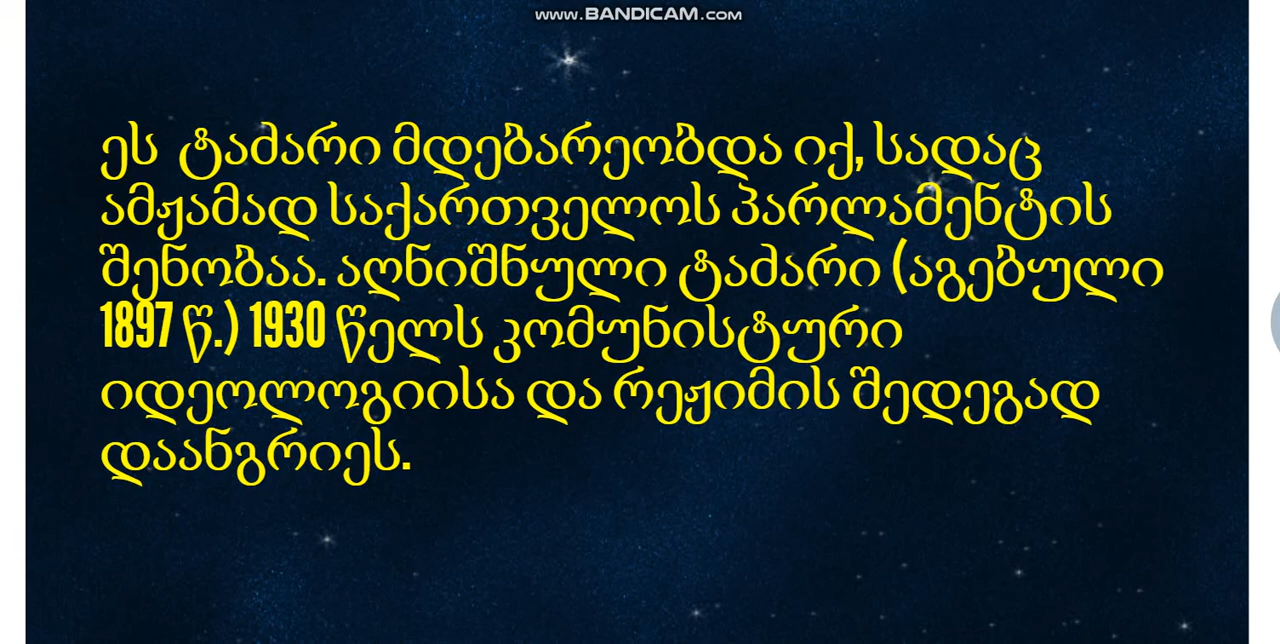 www.BANDICAM.com
ეს ტაძარი მდებარეობდა იქ, სადაც
ამჟამად საქართველოს პარლამენტის
შენობაა. აღნიშნული ტაძარი (აგებული
1897 წ.) 1930 წელს კომუნისტური
იდეოლოგიისა და რეჟიმის შედეგად
დაანგრიეს.